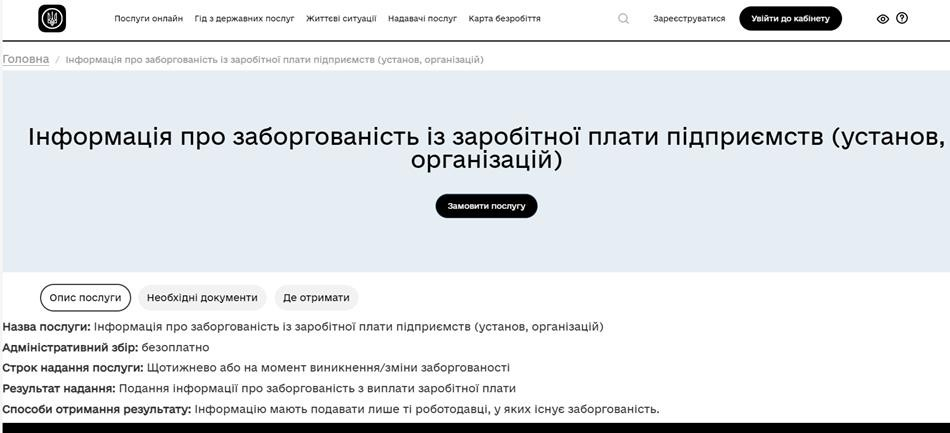 Послуги онлайн Гід з державних послуг Життєві ситуації Надавачі послуг Карта безробіття Зареєструватися Увійти до кабінету
Головна / Інформація про заборгованість із заробітної плати підприємств (установ, організацій)
Інформація про заборгованість із заробітної плати підприємств (установ,
організацій)
Замовити послугу
Опис послуги Необхідні документи Де отримати
Назва послуги: Інформація про заборгованість із заробітної плати підприємств (установ, організацій)
Адміністративний збір: безоплатно
Строк надання послуги: Щотижнево або на момент виникнення/зміни заборгованості
Результат надання: Подання інформації про заборгованість з виплати заробітної плати
Способи отримання результату: Інформацію мають подавати лише ті роботодавці, у яких існує заборгованість.